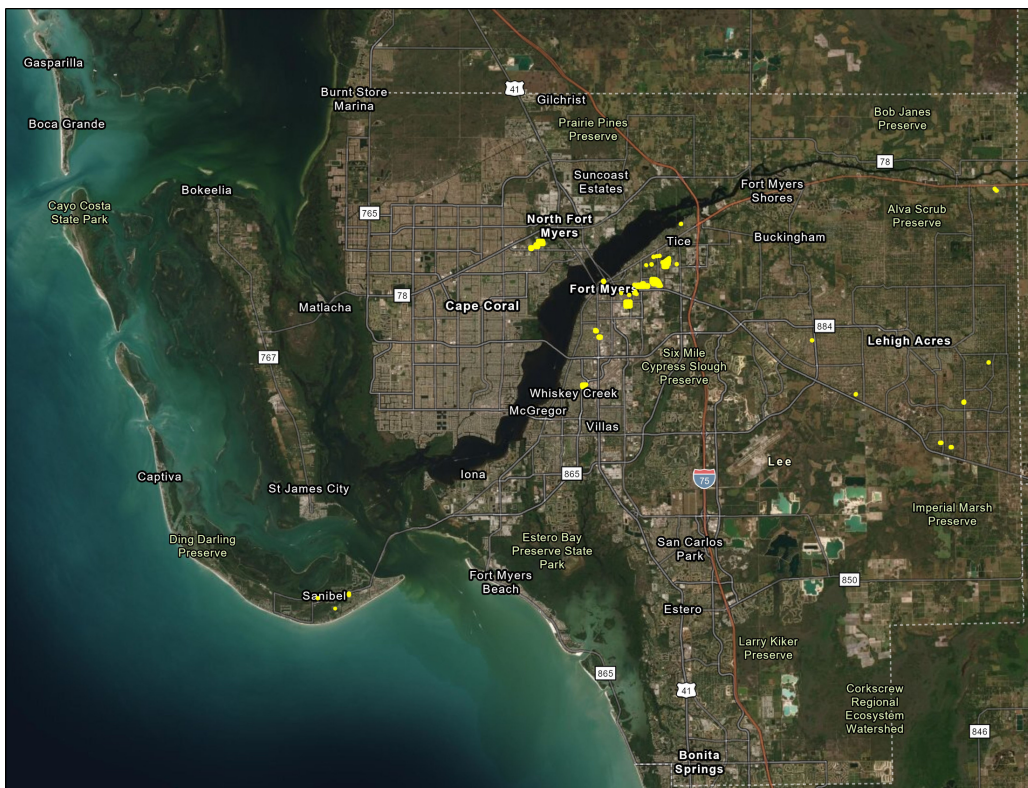 Gasparilla
Burnt Store
Marina
41
Gilchrist
Boca Grande
Prairie Pines
Preserve
Bob Janes
Preserve
78
Bokeelia
Suncoast
Estates
Fort Myers
Shores
Cayo Costa
State Park
765
North Fort
Myers
Alva Scrub
Preserve
Tice
Buckingham
Fort Myers
78
Matlacha
Cape Coral
884
Lehigh Acres
767
Six Mile
Cypress Slough
Preserve
Whiskey Creek
McGregor
Villas
Captiva
Iona
865
75
Lee
St James City
Imperial Marsh
Preserve
Ding Darling
Preserve
Estero Bay
Preserve State
Park
San Carlos
Park
Fort Myers
Beach
850
Sanibel
Estero
Larry Kiker
Preserve
865
41
Corkscrew
Regional
Ecosystem
Watershed
846
Bonita
Springs